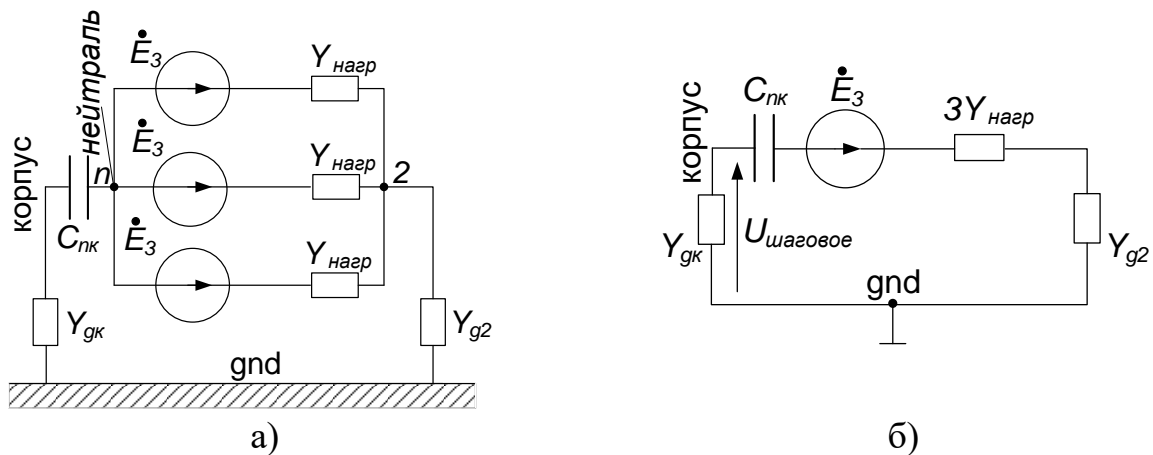 нейтраль
Ė3
Yнагр
корпус
n
Ė3
Yнагр
2
Cпк
Ė3
Yнагр
Ygк
Yg2
gnd
а)
корпус
Cпк
Ė3
3Yнагр
Ygк
Uшаговое
Yg2
gnd
б)